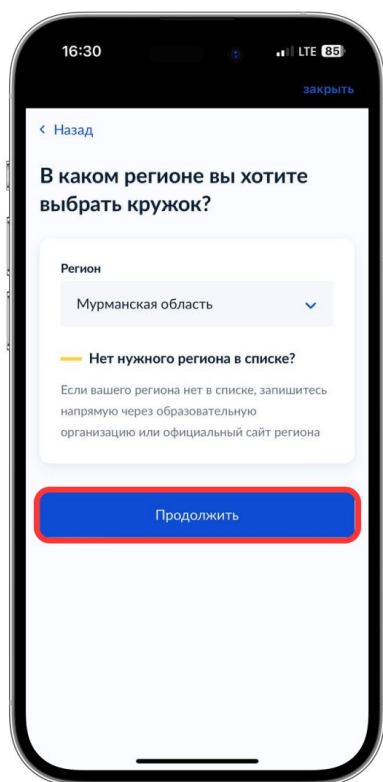 16:30
LTE 85
закрыть
Назад
В каком регионе вы хотите
выбрать кружок?
Регион
Мурманская область
Нет нужного региона в списке?
Если вашего региона нет в списке, запишитесь
напрямую через образовательную
организацию или официальный сайт региона
Продолжить